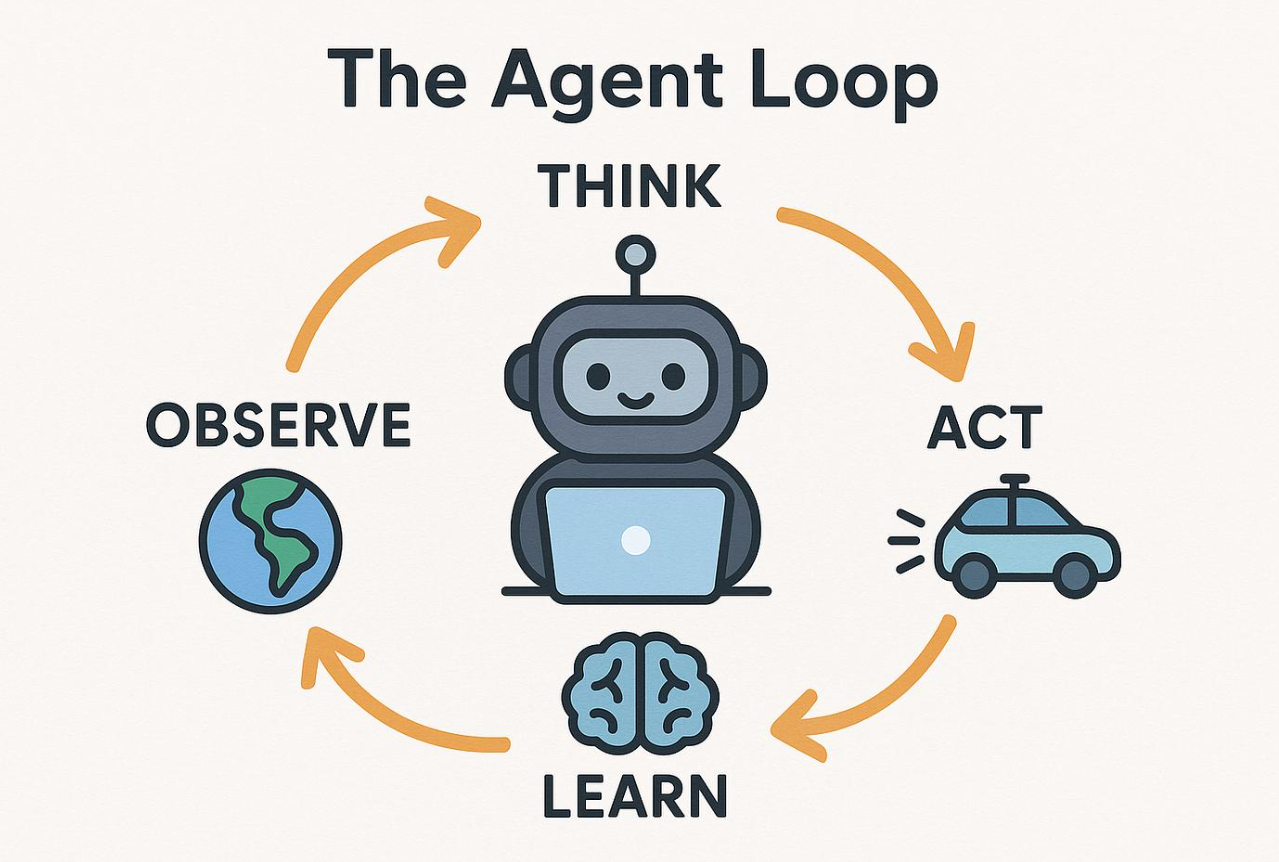 The Agent Loop
THINK
OBSERVE
ACT
LEARN